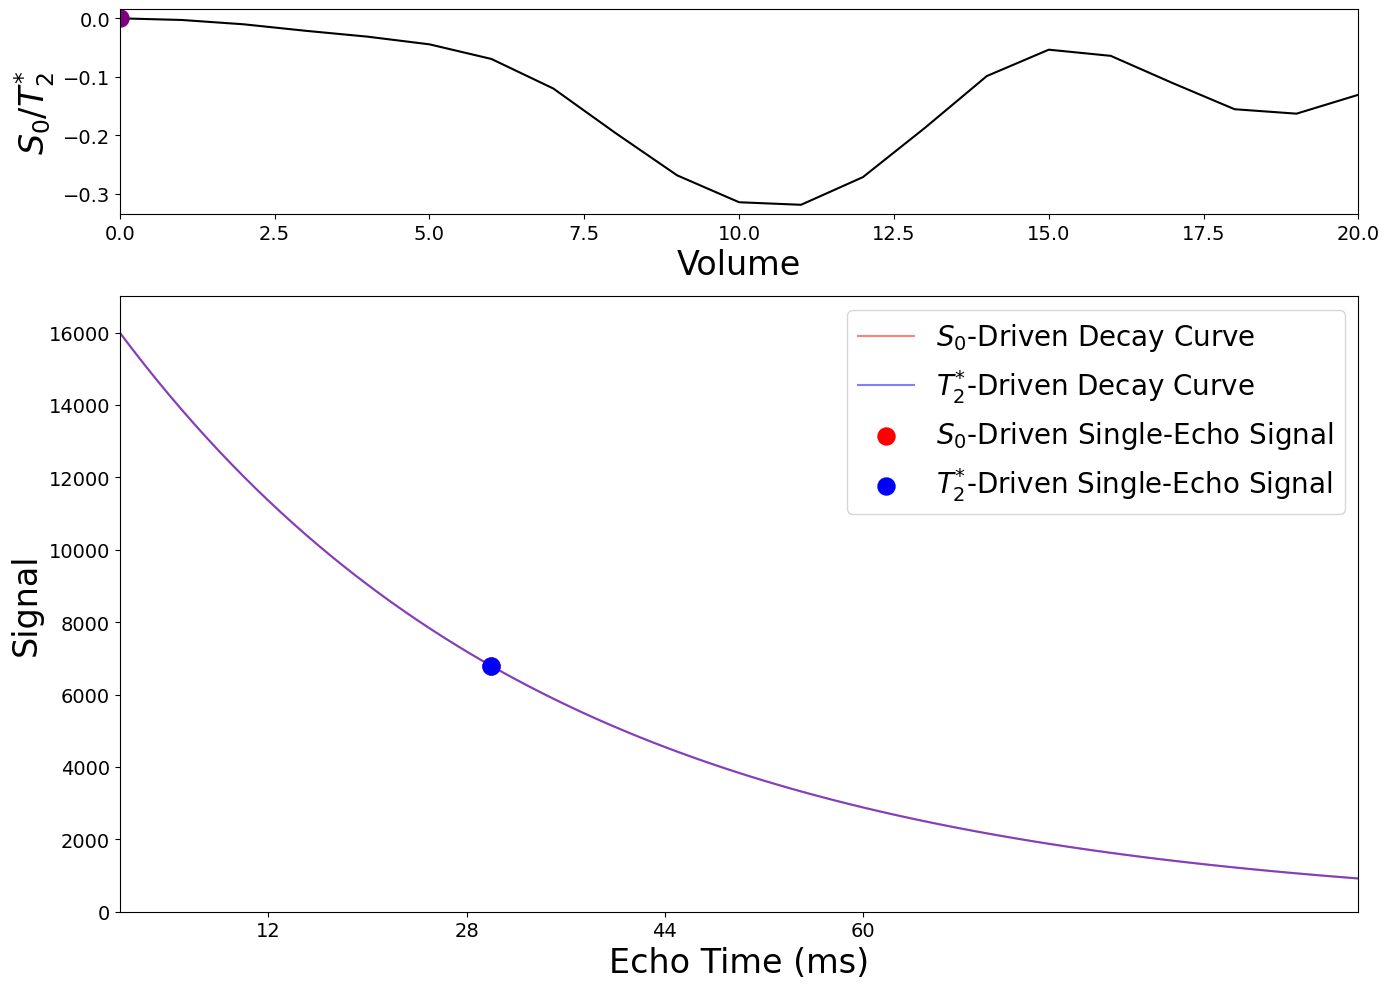 0.0
−0.1
−0.2
−0.3
S₀/T₂*
0.0 2.5 5.0 7.5 10.0 12.5 15.0 17.5 20.0
Volume
16000
14000
12000
10000
8000
6000
4000
2000
0
Signal
S₀-Driven Decay Curve
T₂*-Driven Decay Curve
S₀-Driven Single-Echo Signal
T₂*-Driven Single-Echo Signal
12 28 44 60
Echo Time (ms)